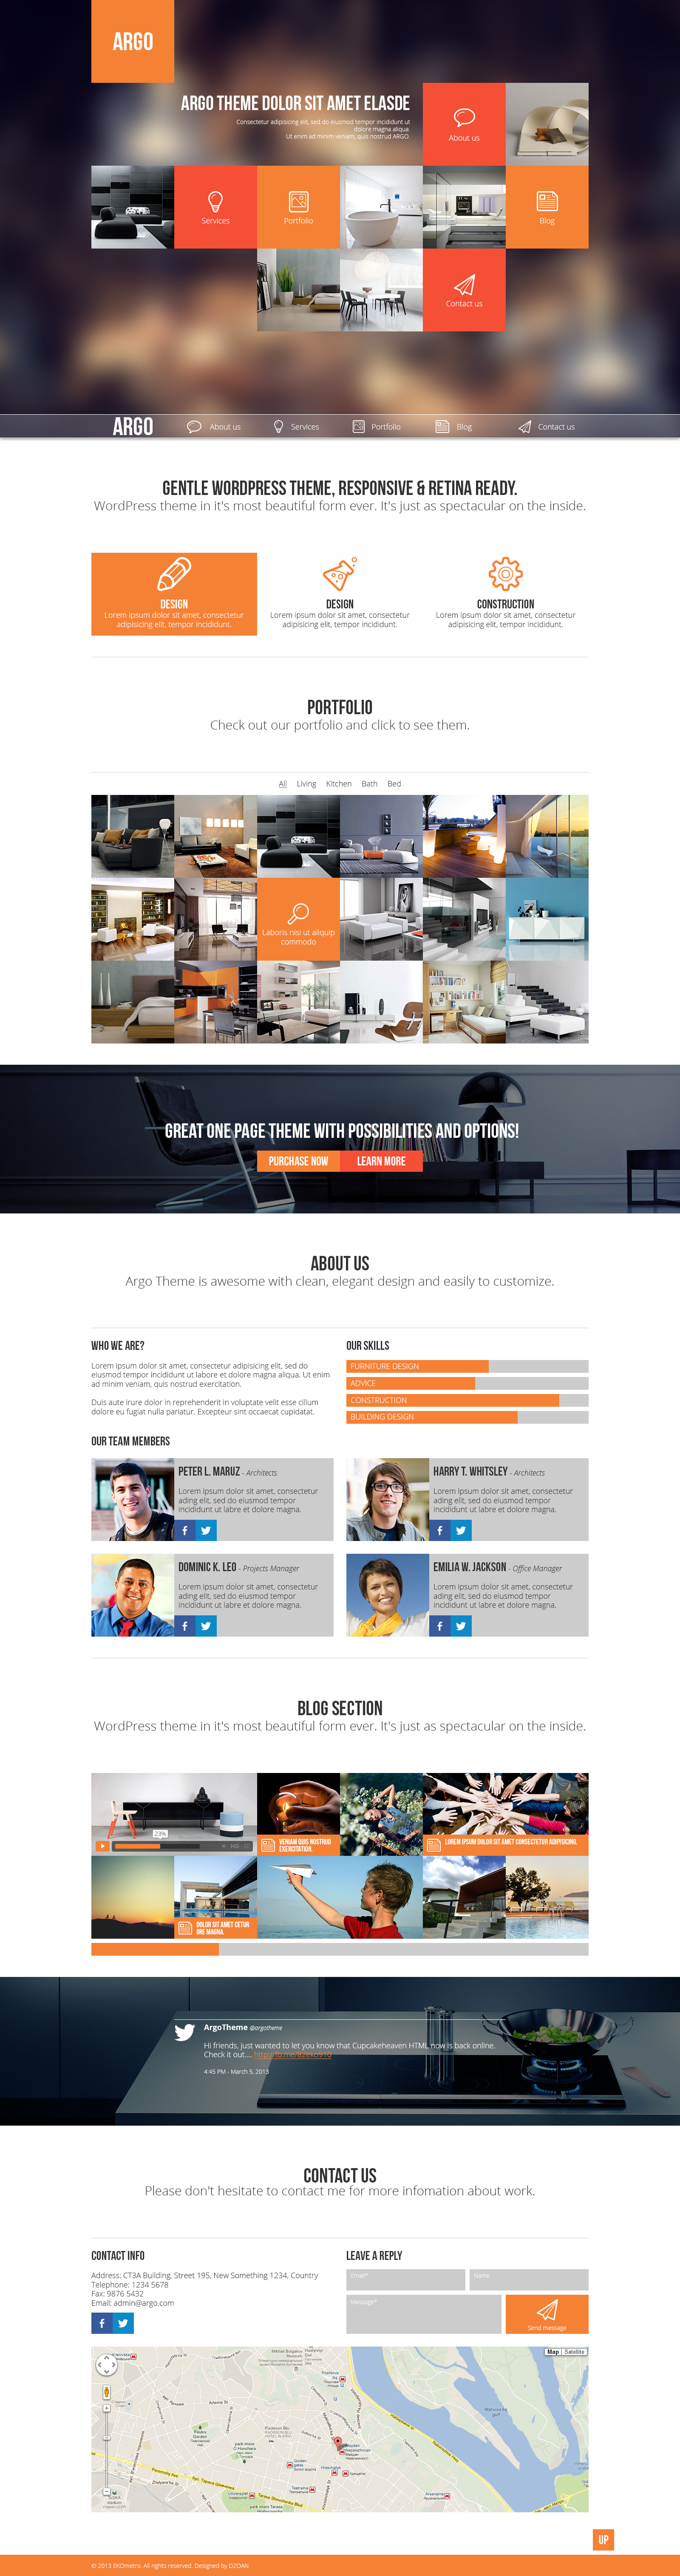 ARGO
ARGO THEME DOLOR SIT AMET ELASDE
Consectetur adipisicing elit, sed do eiusmod tempor incididunt ut
dolore magna aliqua.
Ut enim ad minim veniam, quis nostrud ARGO.
About us
Services
Portfolio
Blog
Contact us
ARGO
About us
Services
Portfolio
Blog
Contact us
GENTLE WORDPRESS THEME, RESPONSIVE & RETINA READY.
WordPress theme in it's most beautiful form ever. It's just as spectacular on the inside.
DESIGN
Lorem ipsum dolor sit amet, consectetur
adipisicing elit, tempor incididunt.
DESIGN
Lorem ipsum dolor sit amet, consectetur
adipisicing elit, tempor incididunt.
CONSTRUCTION
Lorem ipsum dolor sit amet, consectetur
adipisicing elit, tempor incididunt.
PORTFOLIO
Check out our portfolio and click to see them.
All Living Kitchen Bath Bed
Laboris nisi ut aliquip
commodo
GREAT ONE PAGE THEME WITH POSSIBILITIES AND OPTIONS!
PURCHASE NOW
LEARN MORE
ABOUT US
Argo Theme is awesome with clean, elegant design and easily to customize.
WHO WE ARE?
Lorem ipsum dolor sit amet, consectetur adipisicing elit, sed do
eiusmod tempor incididunt ut labore et dolore magna aliqua. Ut enim
ad minim veniam, quis nostrud exercitation.
Duis aute irure dolor in reprehenderit in voluptate velit esse cillum
dolore eu fugiat nulla pariatur. Excepteur sint occaecat cupidatat.
OUR SKILLS
FURNITURE DESIGN
ADVICE
CONSTRUCTION
BUILDING DESIGN
OUR TEAM MEMBERS
PETER L. MARUZ - Architects
Lorem ipsum dolor sit amet, consectetur
ading elit, sed do eiusmod tempor
incididunt ut labre et dolore magna.
HARRY T. WHITSLEY - Architects
Lorem ipsum dolor sit amet, consectetur
ading elit, sed do eiusmod tempor
incididunt ut labre et dolore magna.
DOMINIC K. LEO - Projects Manager
Lorem ipsum dolor sit amet, consectetur
ading elit, sed do eiusmod tempor
incididunt ut labre et dolore magna.
EMILIA W. JACKSON - Office Manager
Lorem ipsum dolor sit amet, consectetur
ading elit, sed do eiusmod tempor
incididunt ut labre et dolore magna.
BLOG SECTION
WordPress theme in it's most beautiful form ever. It's just as spectacular on the inside.
VENIAM QUIS NOSTRUD
EXERCITATION.
LOREM IPSUM DOLOR SIT AMET CONSECTETUR ADIPISICING.
DOLOR SIT AMET CETUR
ORE MAGNA.
ArgoTheme @argotheme
Hi friends, just wanted to let you know that Cupcakeheaven HTML now is back online.
Check it out....
4:45 PM - March 5, 2013
CONTACT US
Please don't hesitate to contact me for more infomation about work.
CONTACT INFO
Address: CT3A Building, Street 195, New Something 1234, Country
Telephone: 1234 5678
Fax: 9876 5432
Email: admin@argo.com
LEAVE A REPLY
Email*
Name
Message*
Send message
Map
Satellite
UP
© 2013 EKOmetro. All rights reserved. Designed by DZOAN